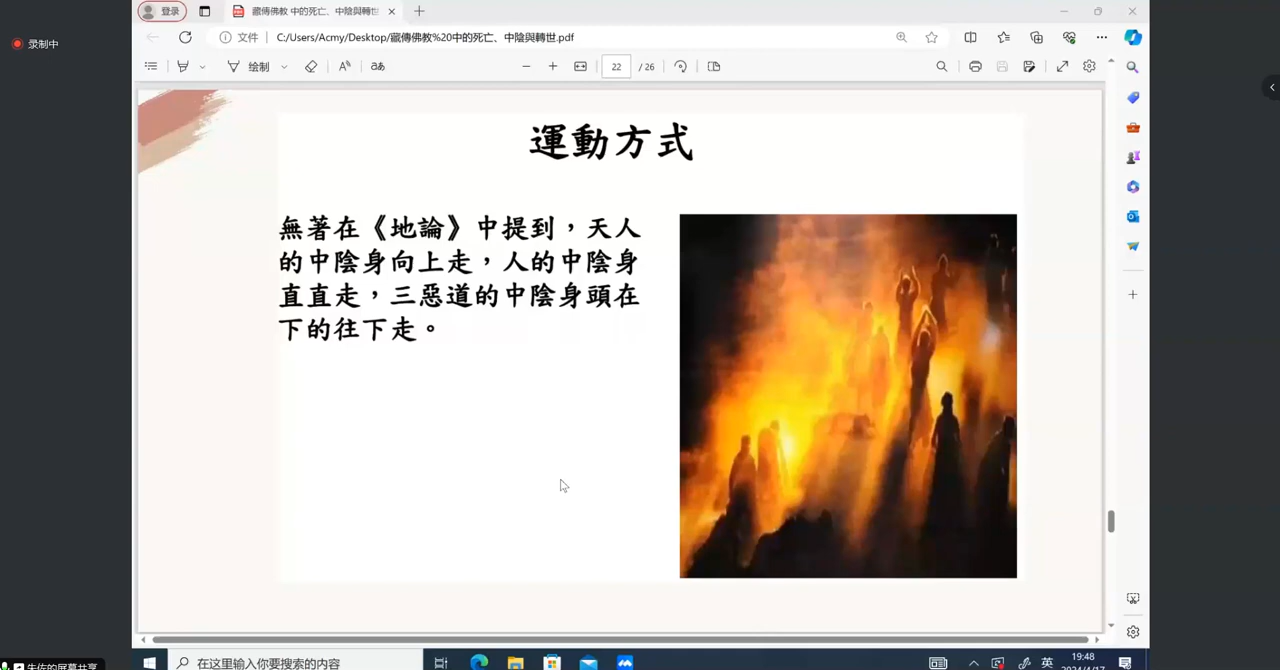 登录
藏傳佛教 中的死亡、中陰與轉世
录制中
文件
C:/Users/Acmy/Desktop/藏傳佛教%20中的死亡、中陰與轉世.pdf
绘制
aあ
22 / 26
運動方式
無著在《地論》中提到，天人
的中陰身向上走，人的中陰身
直直走，三惡道的中陰身頭在
下的往下走。
在这里输入你要搜索的内容
英
19:48
2024/4/17